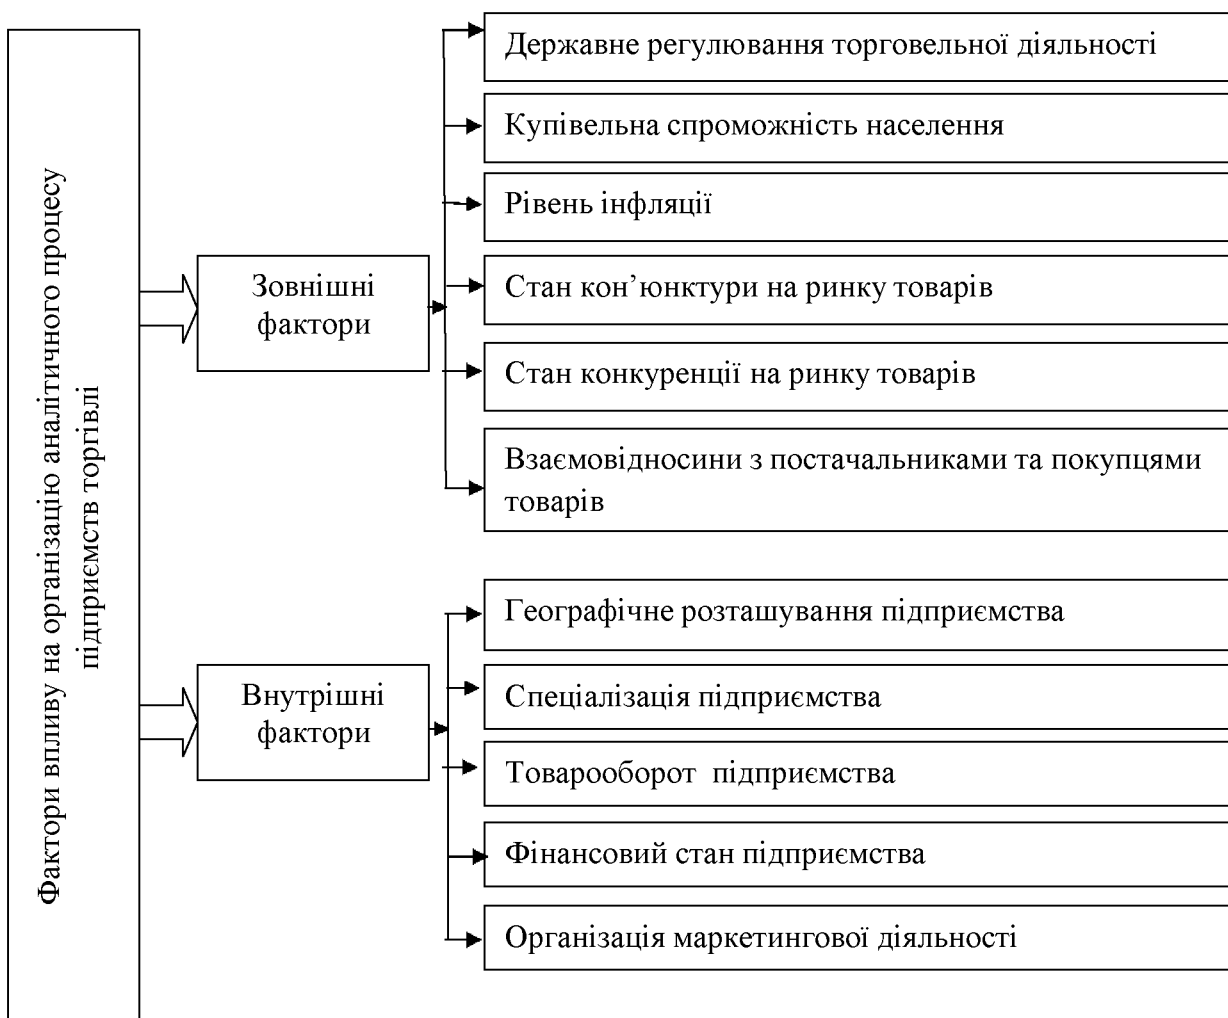 Фактори впливу на організацію аналітичного процесу
підприємств торгівлі
Зовнішні
фактори
Державне регулювання торговельної діяльності
Купівельна спроможність населення
Рівень інфляції
Стан кон’юнктури на ринку товарів
Стан конкуренції на ринку товарів
Взаємовідносини з постачальниками та покупцями
товарів
Внутрішні
фактори
Географічне розташування підприємства
Спеціалізація підприємства
Товарооборот підприємства
Фінансовий стан підприємства
Організація маркетингової діяльності